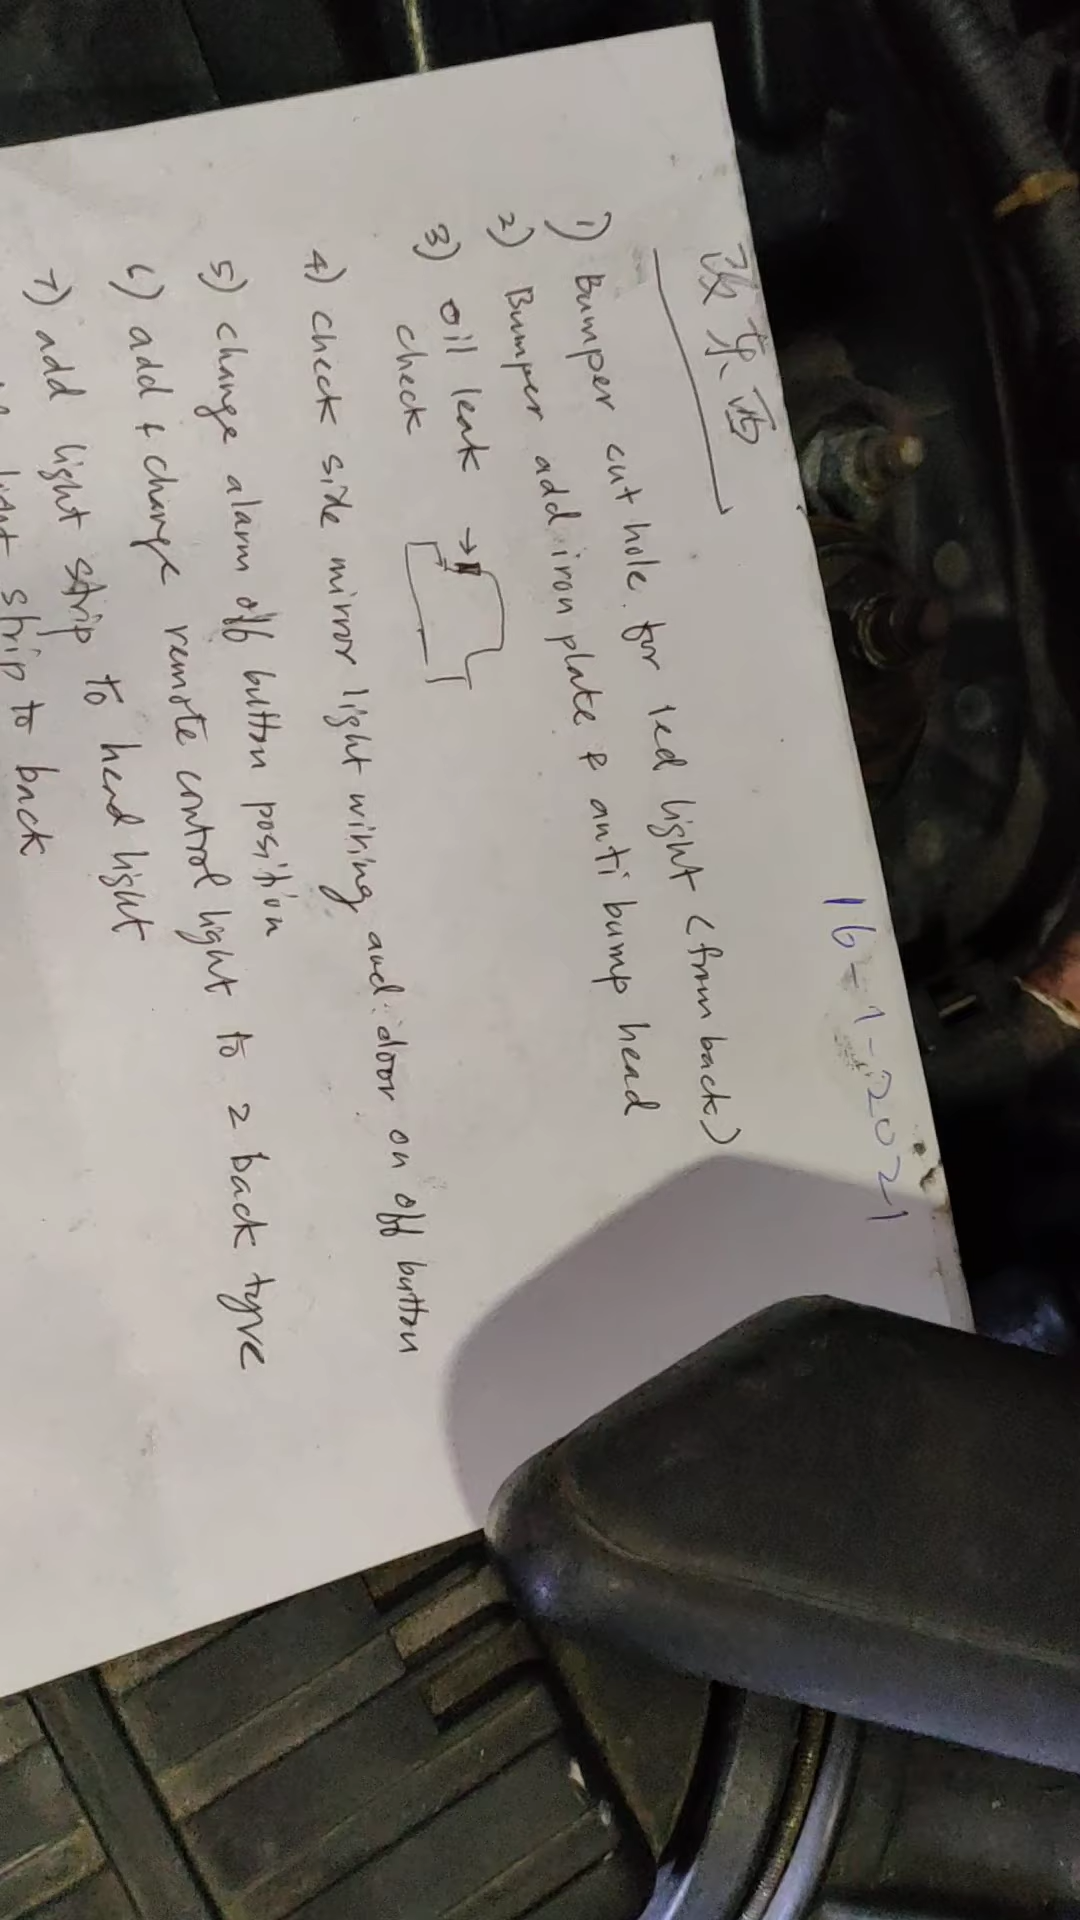 16-1-2021
改东西
1) Bumper cut hole for led light (from back)
2) Bumper add iron plate & anti bump head
3) oil leak →
check
4) check side mirror light wiring and door on off button
5) change alarm off button position
6) add & change remote control light to 2 back tyre
7) add light strip to head light
strip to back